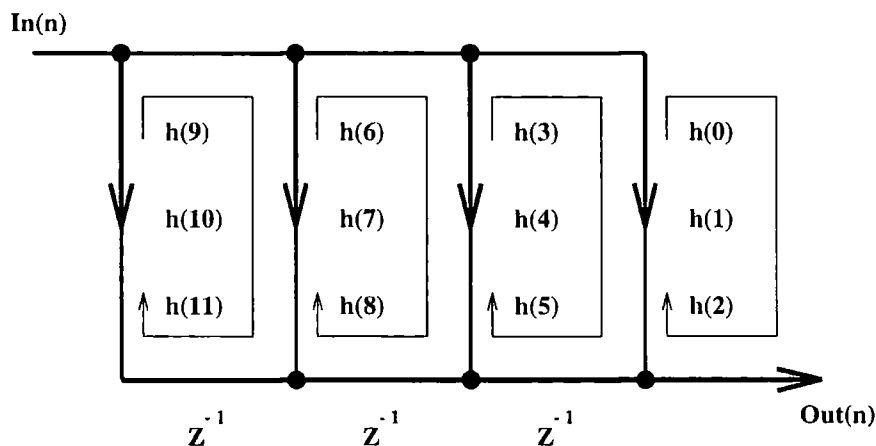 In(n)
h(9) h(6) h(3) h(0)
h(10) h(7) h(4) h(1)
h(11) h(8) h(5) h(2)
Out(n)
Z⁻¹ Z⁻¹ Z⁻¹